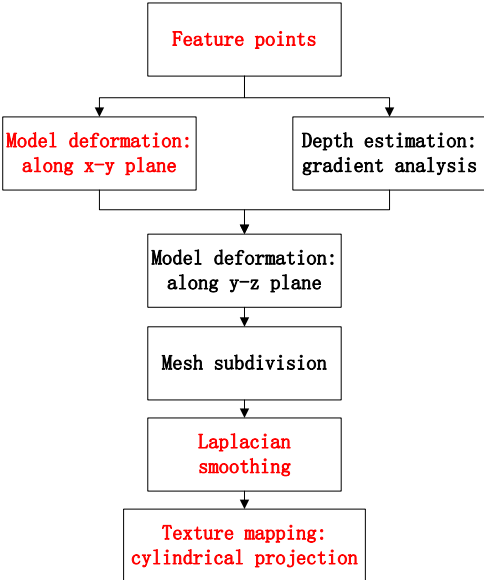 Feature points
Model deformation:
along x-y plane
Depth estimation:
gradient analysis
Model deformation:
along y-z plane
Mesh subdivision
Laplacian
smoothing
Texture mapping:
cylindrical projection